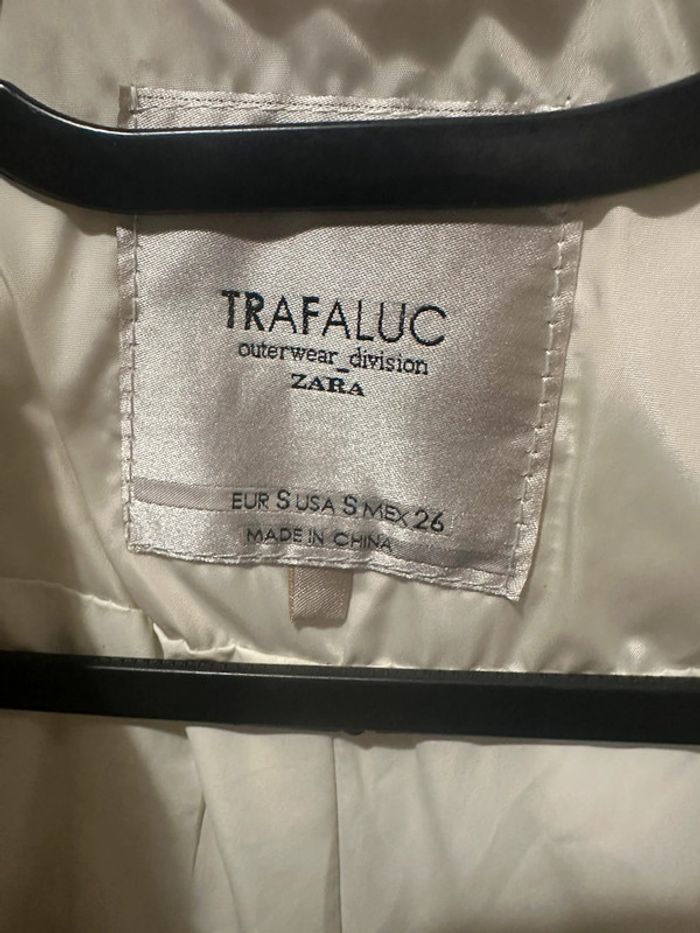 TRAFALUC
outerwear_division
ZARA
EUR S USA S MEX 26
MADE IN CHINA